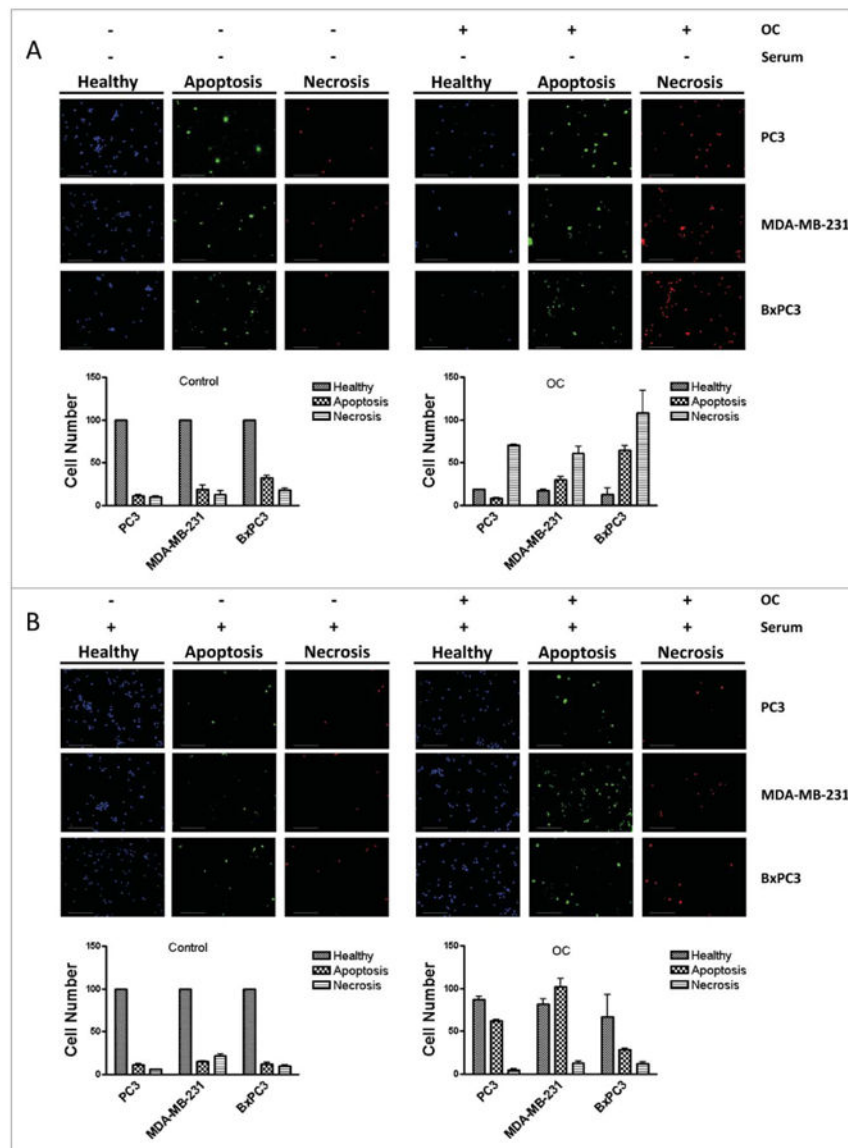 - - - + + + OC
A - - - - - - Serum
Healthy Apoptosis Necrosis Healthy Apoptosis Necrosis
PC3
MDA-MB-231
BxPC3
Control
Cell Number
150
100
50
0
PC3
MDA-MB-231
BxPC3
Healthy
Apoptosis
Necrosis
OC
Cell Number
150
100
50
0
PC3
MDA-MB-231
BxPC3
Healthy
Apoptosis
Necrosis
- - - + + + OC
B + + + + + + Serum
Healthy Apoptosis Necrosis Healthy Apoptosis Necrosis
PC3
MDA-MB-231
BxPC3
Control
Cell Number
150
100
50
0
PC3
MDA-MB-231
BxPC3
Healthy
Apoptosis
Necrosis
OC
Cell Number
150
100
50
0
PC3
MDA-MB-231
BxPC3
Healthy
Apoptosis
Necrosis